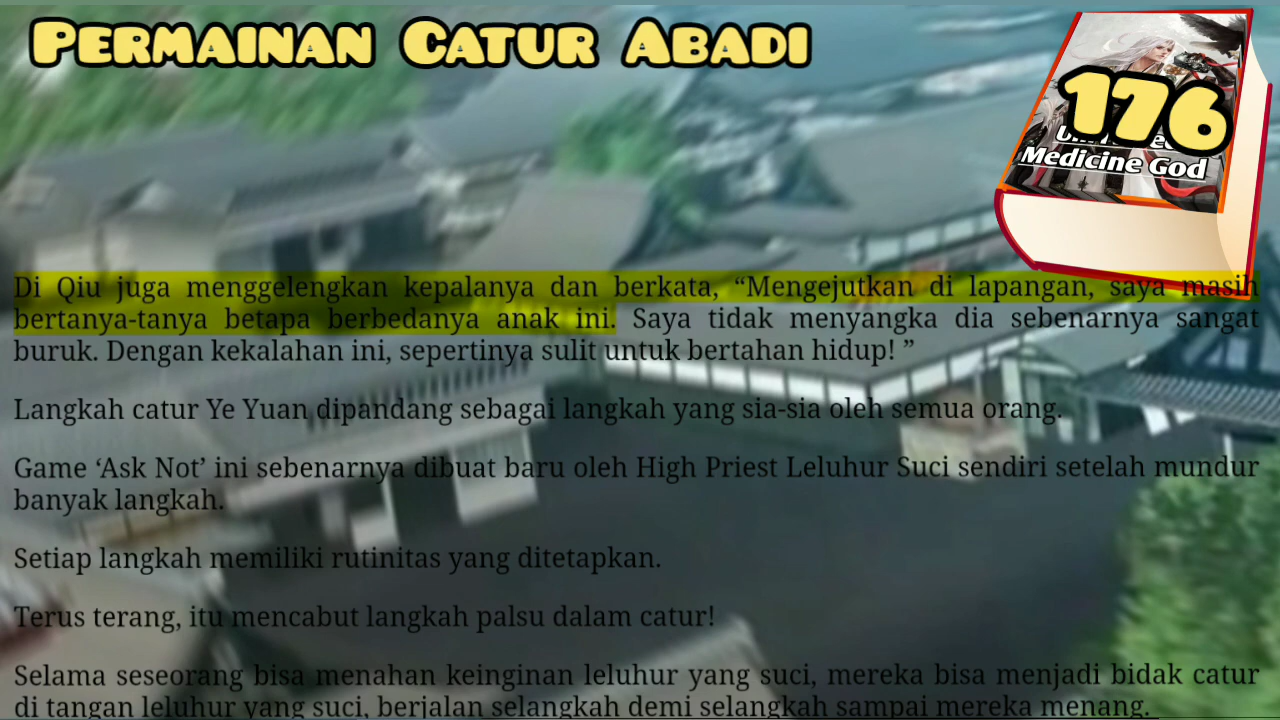 Permainan Catur Abadi
176
Medicine God
Di Qiu juga menggelengkan kepalanya dan berkata, “Mengejutkan di lapangan, saya masih
bertanya-tanya betapa berbedanya anak ini. Saya tidak menyangka dia sebenarnya sangat
buruk. Dengan kekalahan ini, sepertinya sulit untuk bertahan hidup! ”
Langkah catur Ye Yuan dipandang sebagai langkah yang sia-sia oleh semua orang.
Game ‘Ask Not’ ini sebenarnya dibuat baru oleh High Priest Leluhur Suci sendiri setelah mundur
banyak langkah.
Setiap langkah memiliki rutinitas yang ditetapkan.
Terus terang, itu mencabut langkah palsu dalam catur!
Selama seseorang bisa menahan keinginan leluhur yang suci, mereka bisa menjadi bidak catur
di tangan leluhur yang suci, berjalan selangkah demi selangkah sampai mereka menang.